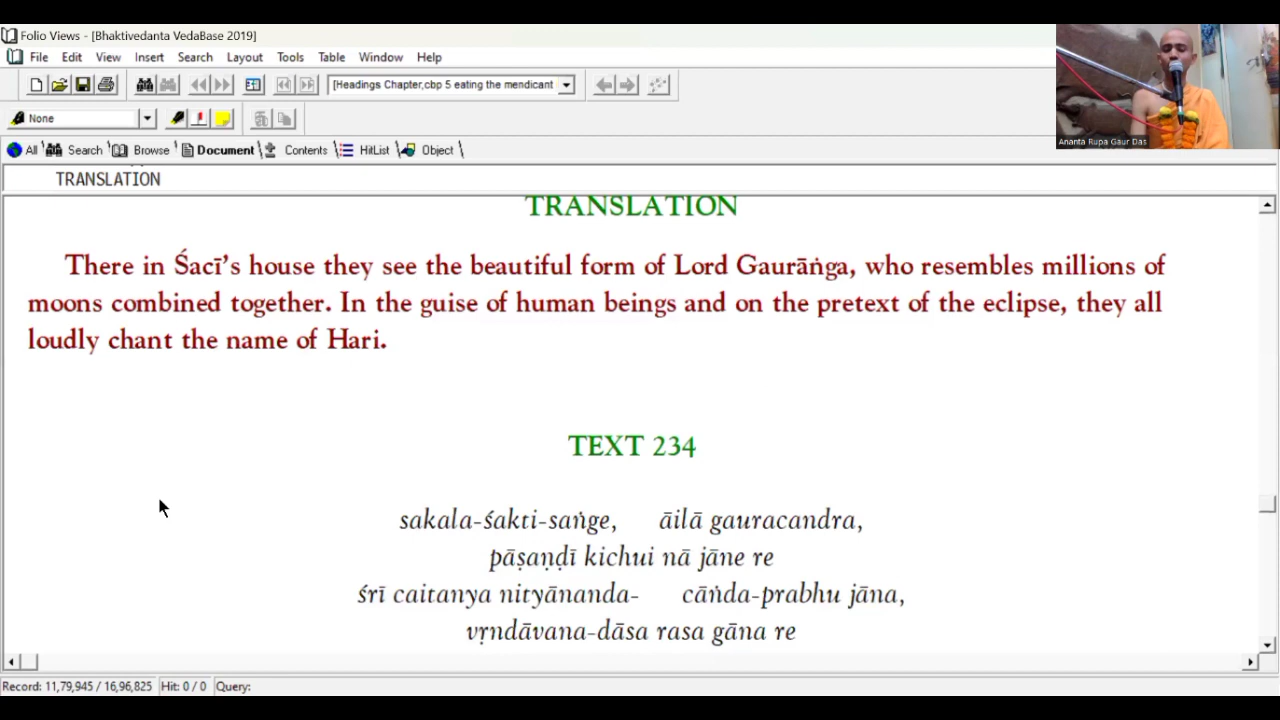 Folio Views - [Bhaktivedanta VedaBase 2019]
File Edit View Insert Search Layout Tools Table Window Help
[Headings Chapter,cbp 5 eating the mendicant
None
All Search Browse Document Contents HitList Object
TRANSLATION
TRANSLATION
There in Śacī’s house they see the beautiful form of Lord Gaurāṅga, who resembles millions of
moons combined together. In the guise of human beings and on the pretext of the eclipse, they all
loudly chant the name of Hari.
TEXT 234
sakala-śakti-saṅge, āilā gauracandra,
pāṣaṇḍī kichui nā jāne re
śrī caitanya nityānanda- cāṅda-prabhu jāna,
vṛndāvana-dāsa rasa gāna re
Record: 11,79,945 / 16,96,825 Hit: 0 / 0 Query:
Ananta Rupa Gaur Das